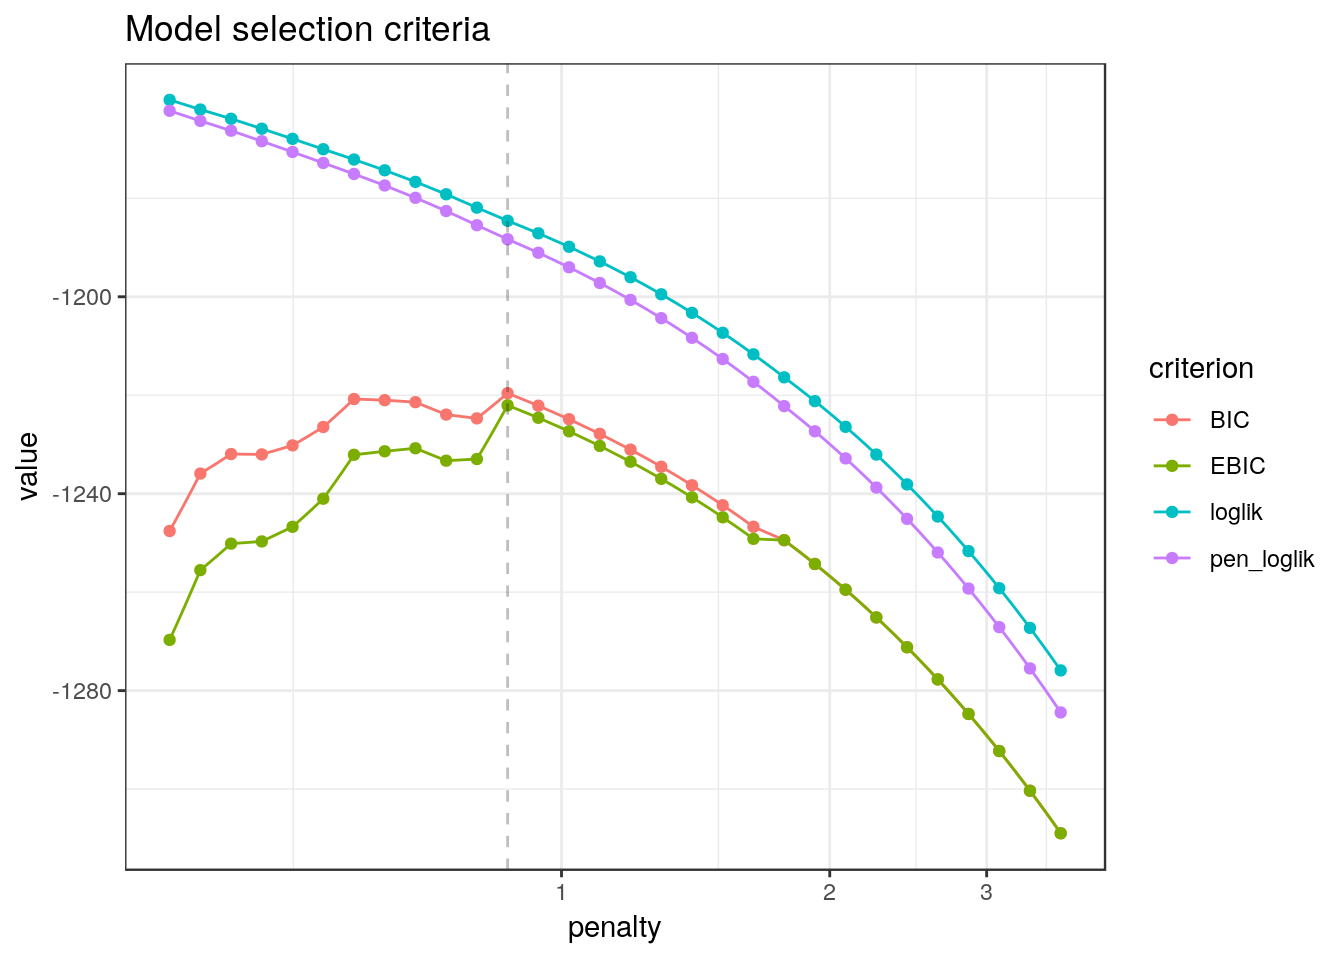 Model selection criteria
-1200
-1240
-1280
value
1
2
3
penalty
criterion
BIC
EBIC
loglik
pen_loglik